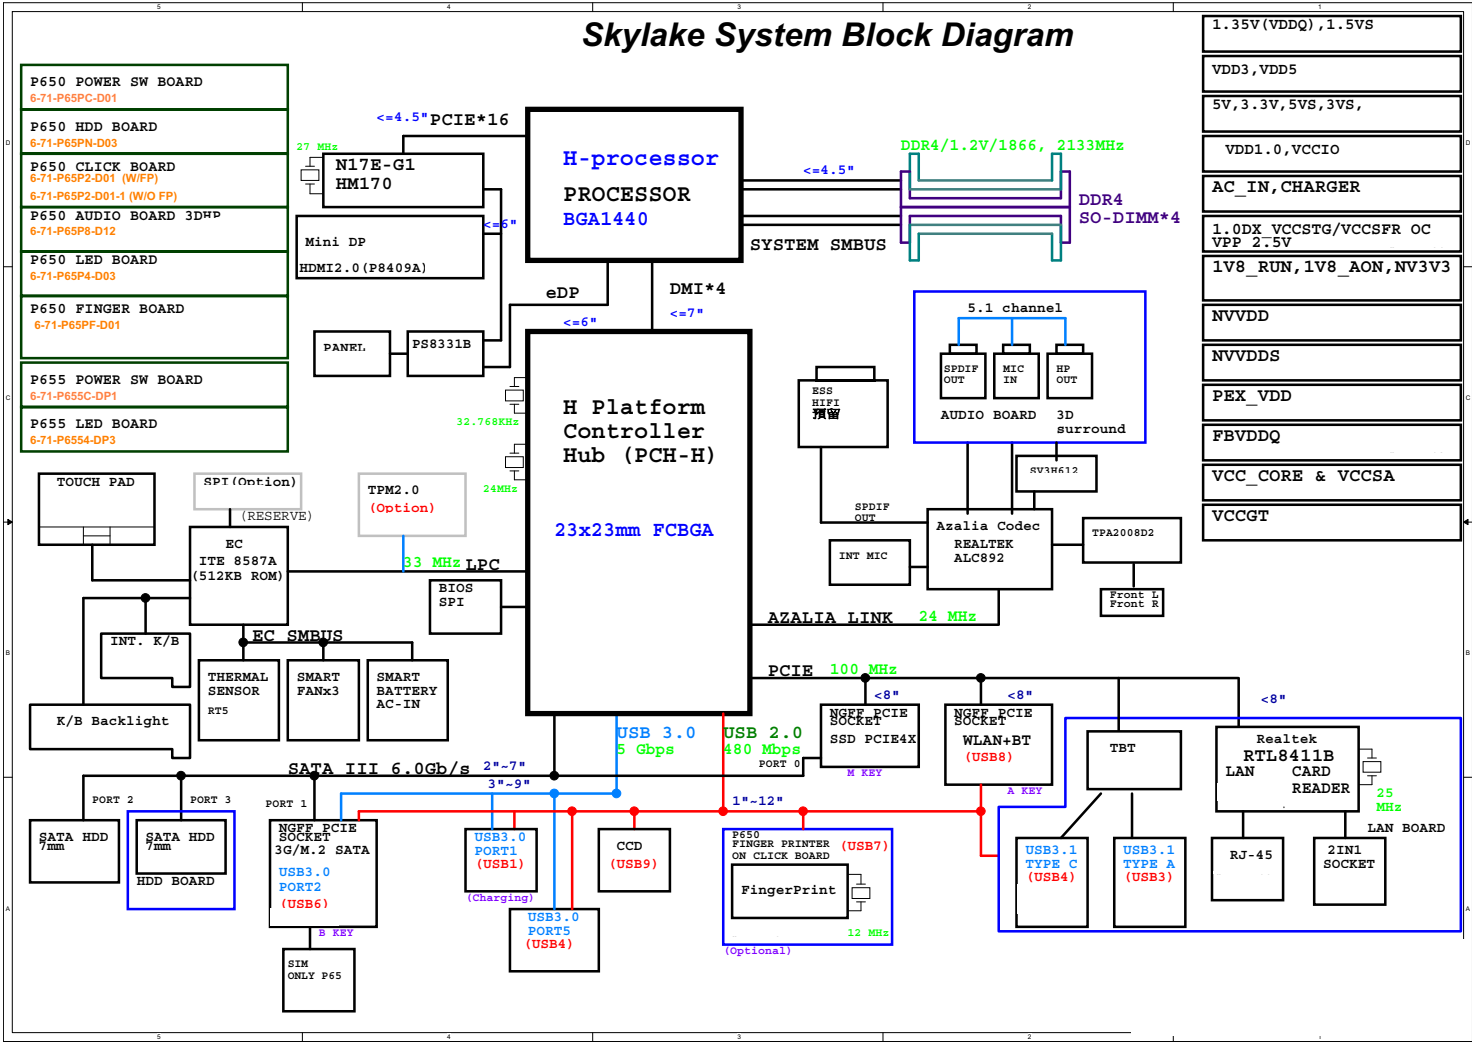 Skylake System Block Diagram
P650 POWER SW BOARD
6-71-P65PC-D01
P650 HDD BOARD
6-71-P65PN-D03
P650 CLICK BOARD
6-71-P65P2-D01 (W/FP)
6-71-P65P2-D01-1 (W/O FP)
P650 AUDIO BOARD 3DHP
6-71-P65P8-D12
P650 LED BOARD
6-71-P65P4-D03
P650 FINGER BOARD
6-71-P65PF-D01
P655 POWER SW BOARD
6-71-P655C-DP1
P655 LED BOARD
6-71-P6554-DP3
1.35V(VDDQ),1.5VS
VDD3,VDD5
5V,3.3V,5VS,3VS,
VDD1.0,VCCIO
AC_IN,CHARGER
1.0DX_VCCSTG/VCCSFR OC
VPP 2.5V
1V8_RUN,1V8_AON,NV3V3
NVVDD
NVVDDS
PEX_VDD
FBVDDQ
VCC_CORE & VCCSA
VCCGT
<=4.5" PCIE*16
27 MHz
N17E-G1
HM170
<=6"
Mini DP
HDMI2.0(P8409A)
eDP
<=6"
PANEL
PS8331B
H-processor
PROCESSOR
BGA1440
DDR4/1.2V/1866, 2133MHz
<=4.5"
DDR4
SO-DIMM*4
SYSTEM SMBUS
DMI*4
<=7"
32.768KHz
24MHz
H Platform
Controller
Hub (PCH-H)
23x23mm FCBGA
5.1 channel
SPDIF
OUT
MIC
IN
HP
OUT
AUDIO BOARD
3D
surround
ESS
HIFI
預留
SV3H612
SPDIF
OUT
Azalia Codec
REALTEK
ALC892
INT MIC
TPA2008D2
Front L
Front R
AZALIA LINK 24 MHz
TOUCH PAD
SPI(Option)
(RESERVE)
TPM2.0
(Option)
EC
ITE 8587A
(512KB ROM)
33 MHz LPC
BIOS
SPI
INT. K/B
EC SMBUS
THERMAL
SENSOR
RT5
SMART
FANx3
SMART
BATTERY
AC-IN
K/B Backlight
PCIE 100 MHz
<8"
<8"
<8"
NGFF PCIE
SOCKET
SSD PCIE4X
M KEY
NGFF PCIE
SOCKET
WLAN+BT
(USB8)
A KEY
TBT
Realtek
RTL8411B
LAN
CARD
READER
25
MHz
LAN BOARD
USB3.1
TYPE C
(USB4)
USB3.1
TYPE A
(USB3)
RJ-45
2IN1
SOCKET
USB 3.0
5 Gbps
USB 2.0
480 Mbps
PORT 0
SATA III 6.0Gb/s 2"~7"
3"~9"
1"~12"
PORT 2
PORT 3
PORT 1
SATA HDD
7mm
SATA HDD
7mm
HDD BOARD
NGFF PCIE
SOCKET
3G/M.2 SATA
USB3.0
PORT2
(USB6)
B KEY
SIM
ONLY P65
USB3.0
PORT1
(USB1)
(Charging)
USB3.0
PORT5
(USB4)
CCD
(USB9)
P650
FINGER PRINTER
ON CLICK BOARD
(USB7)
FingerPrint
12 MHz
(Optional)